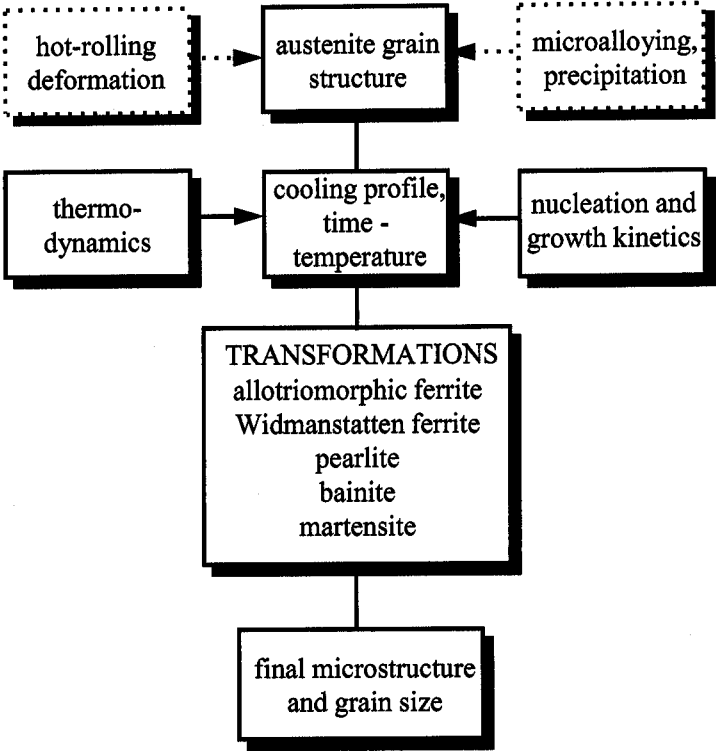 hot-rolling
deformation
austenite grain
structure
microalloying,
precipitation
thermo-
dynamics
cooling profile,
time -
temperature
nucleation and
growth kinetics
TRANSFORMATIONS
allotriomorphic ferrite
Widmanstatten ferrite
pearlite
bainite
martensite
final microstructure
and grain size